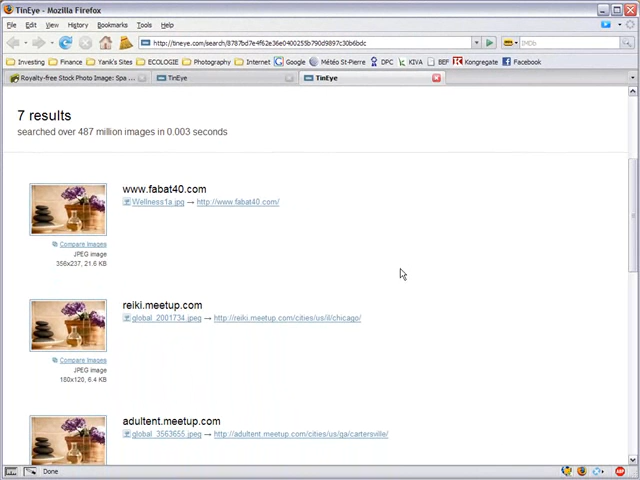 TinEye - Mozilla Firefox
File Edit View History Bookmarks Tools Help
http://tineye.com/search/8787bd7e4f62e36e0400255b790d9897c30b6bdc
IMDb
Investing Finance Yanik's Sites ECOLOGIE Photography Internet Google Météo St-Pierre DPC KIVA BEF Kongregate Facebook
Royalty-free Stock Photo Image: Spa ... TinEye TinEye
7 results
searched over 487 million images in 0.003 seconds
www.fabat40.com
Wellness1a.jpg → http://www.fabat40.com/
Compare Images
JPEG image
356x237, 21.6 KB
reiki.meetup.com
global_2001734.jpeg → http://reiki.meetup.com/cities/us/il/chicago/
Compare Images
JPEG image
180x120, 6.4 KB
adultent.meetup.com
global_3563655.jpeg → http://adultent.meetup.com/cities/us/ga/cartersville/
Done
ABP